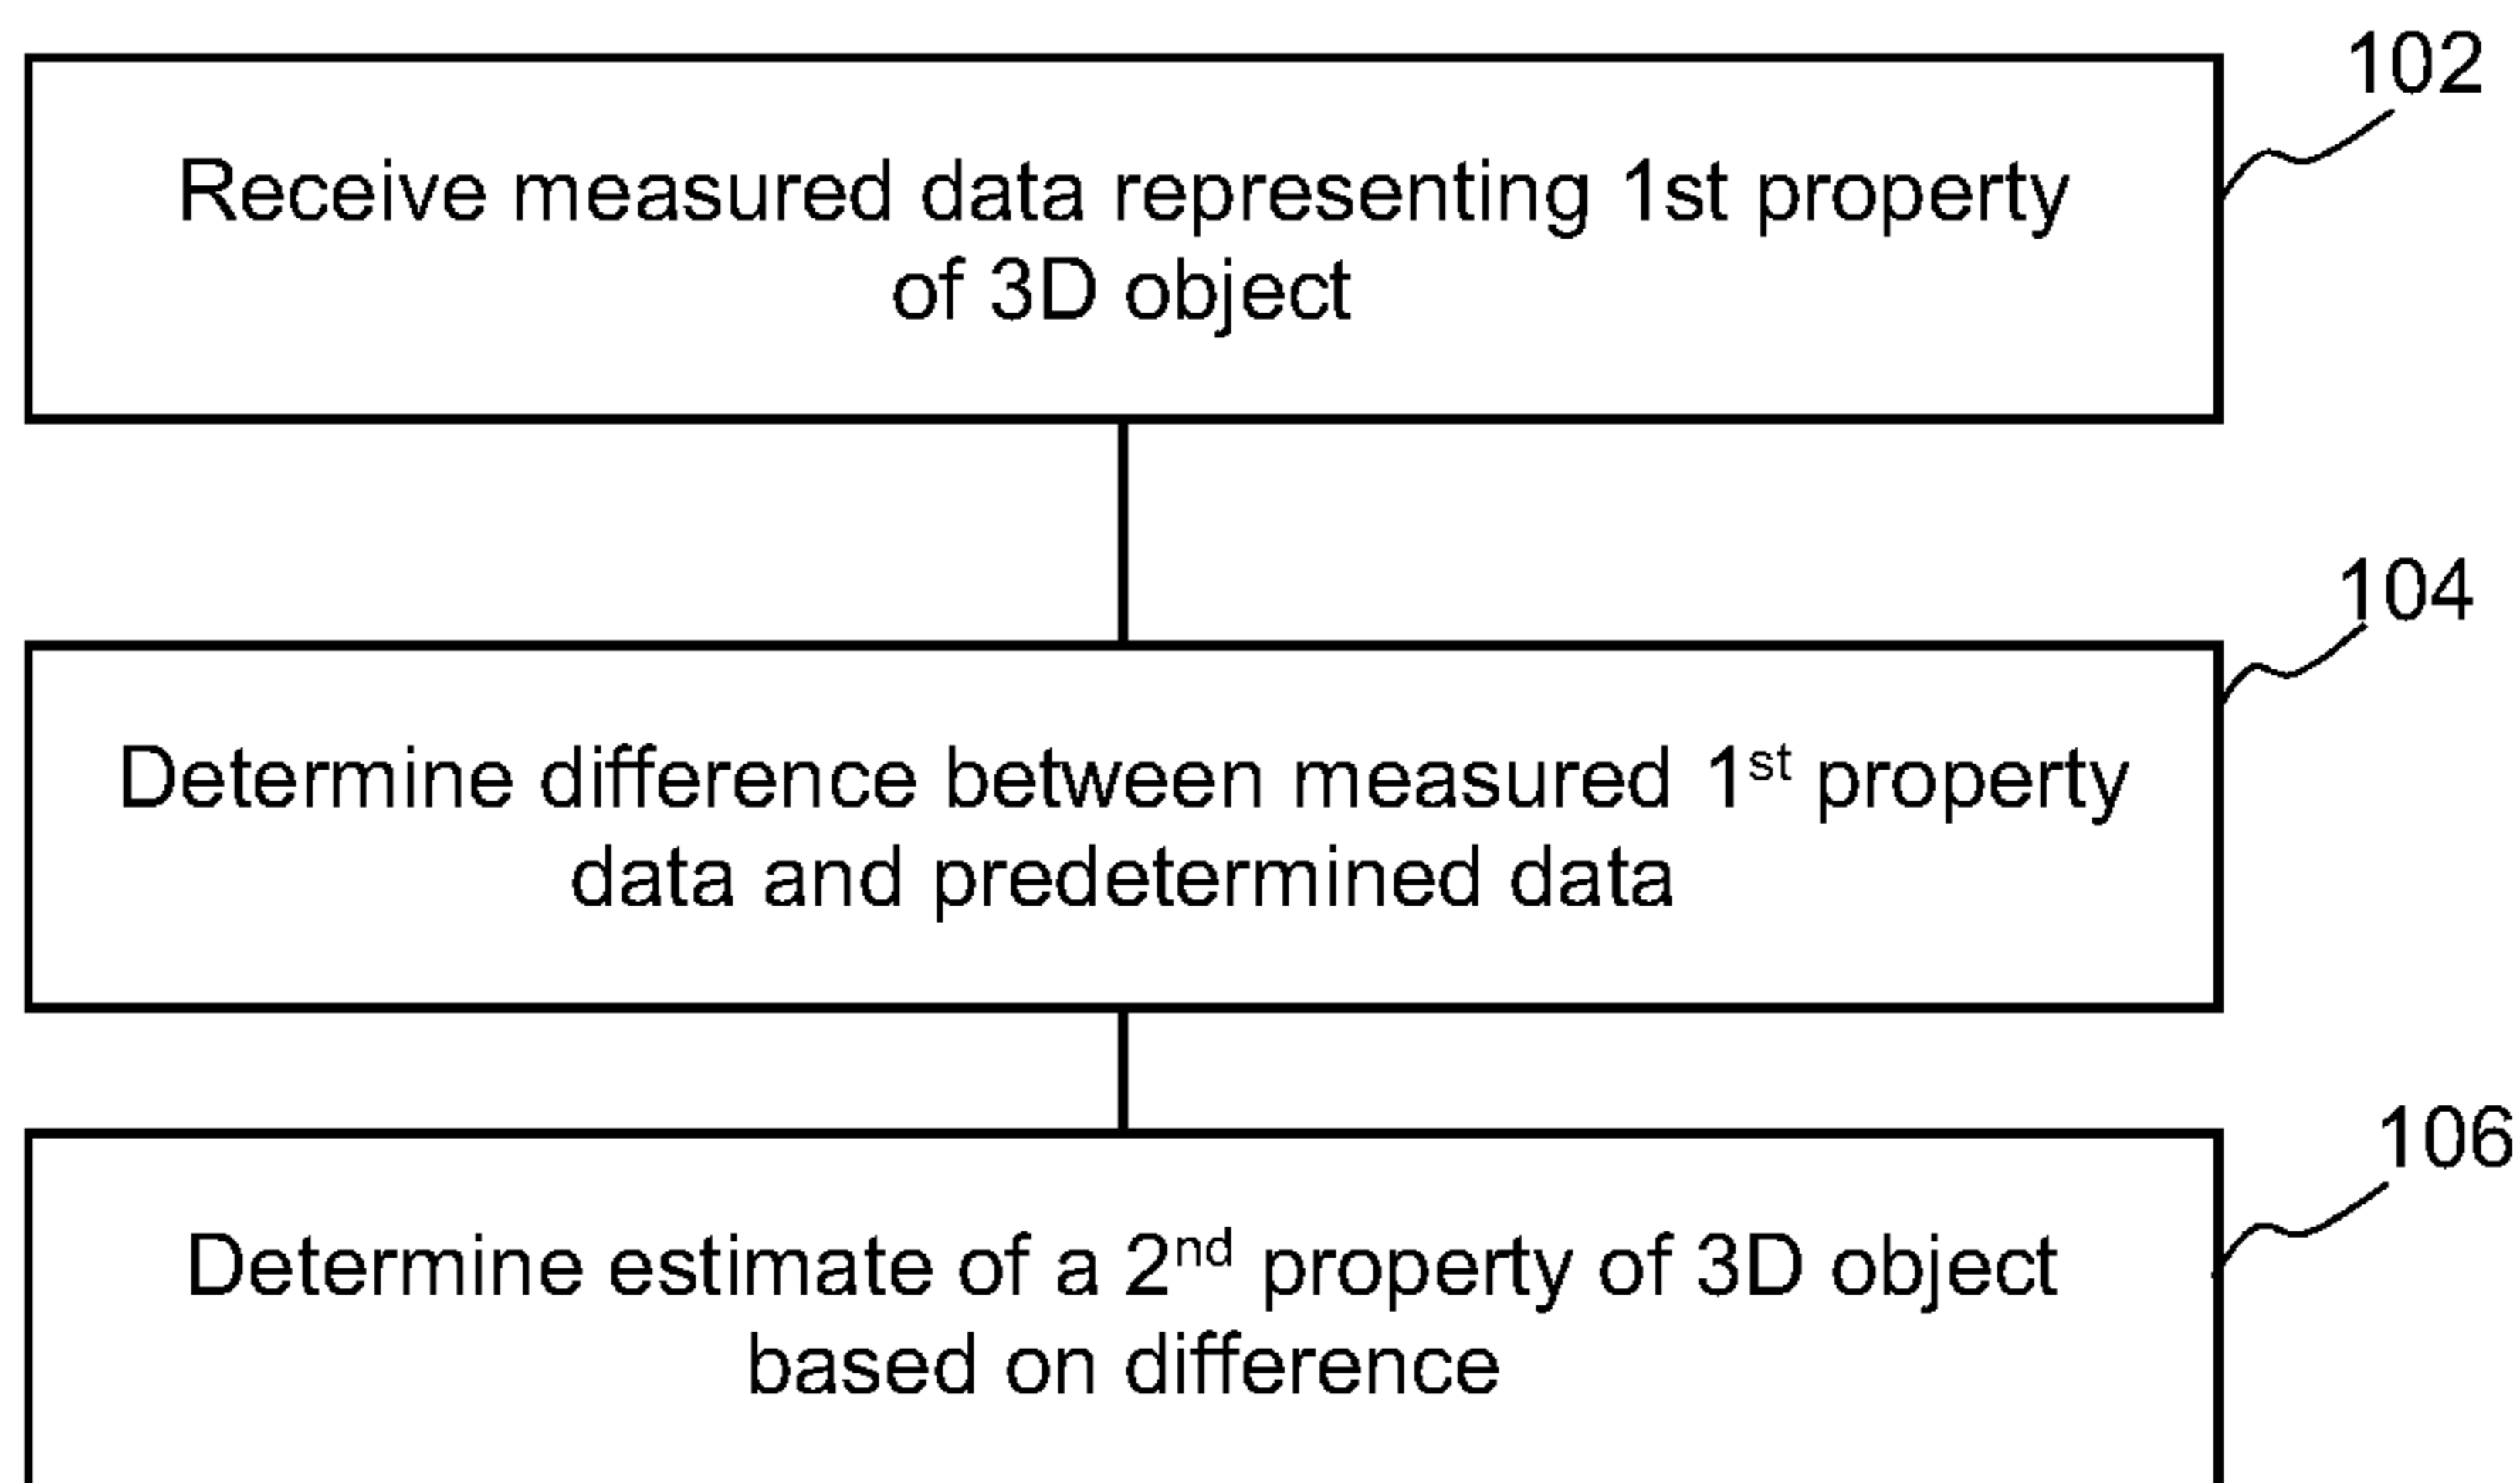 102
Receive measured data representing 1st property
of 3D object
104
Determine difference between measured 1st property
data and predetermined data
106
Determine estimate of a 2nd property of 3D object
based on difference